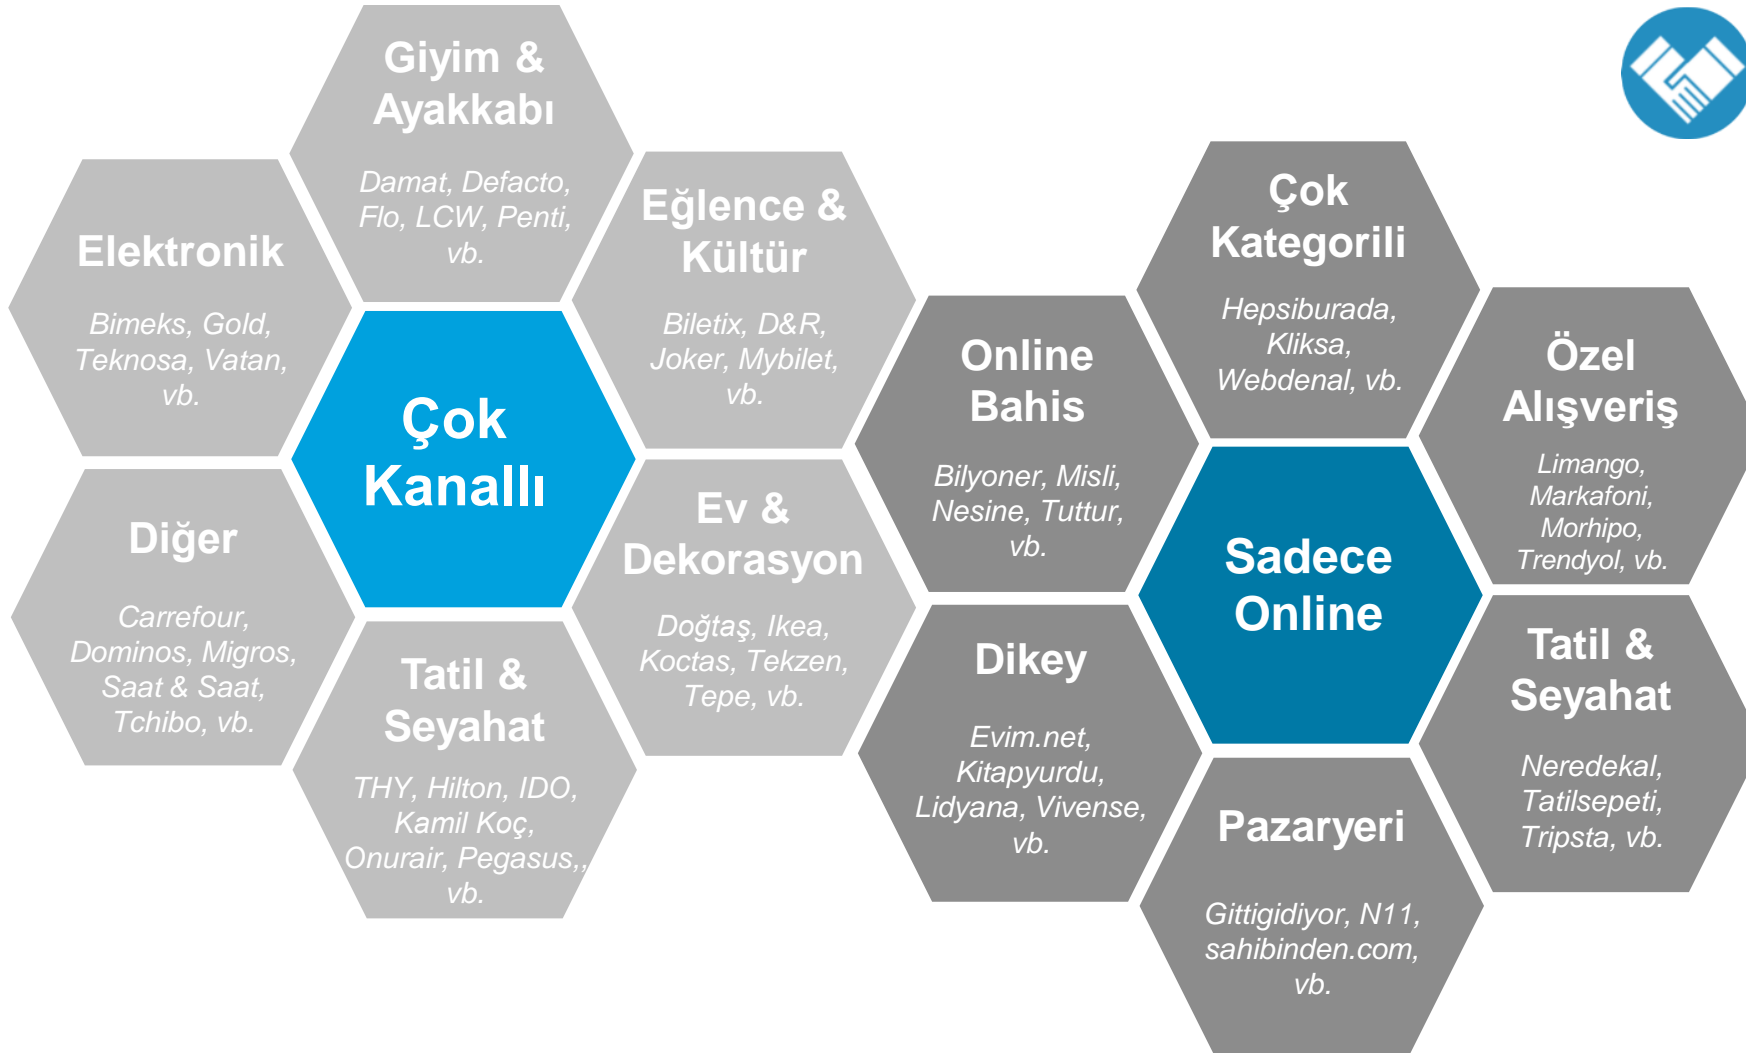 Giyim &
Ayakkabı
Damat, Defacto,
Flo, LCW, Penti,
vb.
Elektronik
Bimeks, Gold,
Teknosa, Vatan,
vb.
Eğlence &
Kültür
Biletix, D&R,
Joker, Mybilet,
vb.
Çok
Kanallı
Diğer
Carrefour,
Dominos, Migros,
Saat & Saat,
Tchibo, vb.
Ev &
Dekorasyon
Doğtaş, Ikea,
Koctas, Tekzen,
Tepe, vb.
Tatil &
Seyahat
THY, Hilton, IDO,
Kamil Koç,
Onurair, Pegasus,,
vb.
Çok
Kategorili
Hepsiburada,
Kliksa,
Webdenal, vb.
Online
Bahis
Bilyoner, Misli,
Nesine, Tuttur,
vb.
Özel
Alışveriş
Limango,
Markafoni,
Morhipo,
Trendyol, vb.
Sadece
Online
Dikey
Evim.net,
Kitapyurdu,
Lidyana, Vivense,
vb.
Tatil &
Seyahat
Neredekal,
Tatilsepeti,
Tripsta, vb.
Pazaryeri
Gittigidiyor, N11,
sahibinden.com,
vb.